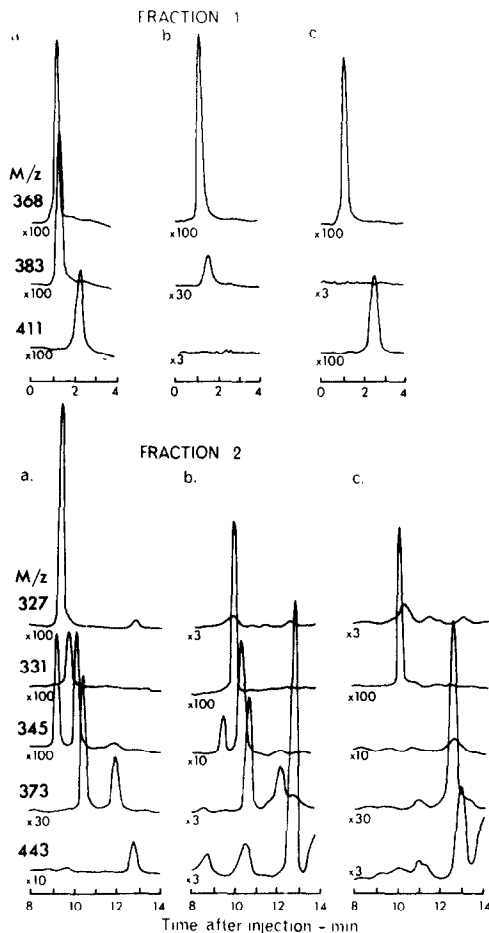 FRACTION 1
b
c
M/z
368
x100
x100
x100
383
x100
x30
x3
411
x100
x3
x100
0 2 4
0 2 4
0 2 4
FRACTION 2
a.
b.
c.
M/z
327
x100
x3
x3
331
x100
x100
x100
345
x100
x10
x10
373
x30
x3
x30
443
x10
x3
x3
8 10 12 14
8 10 12 14
8 10 12 14
Time after injection - min